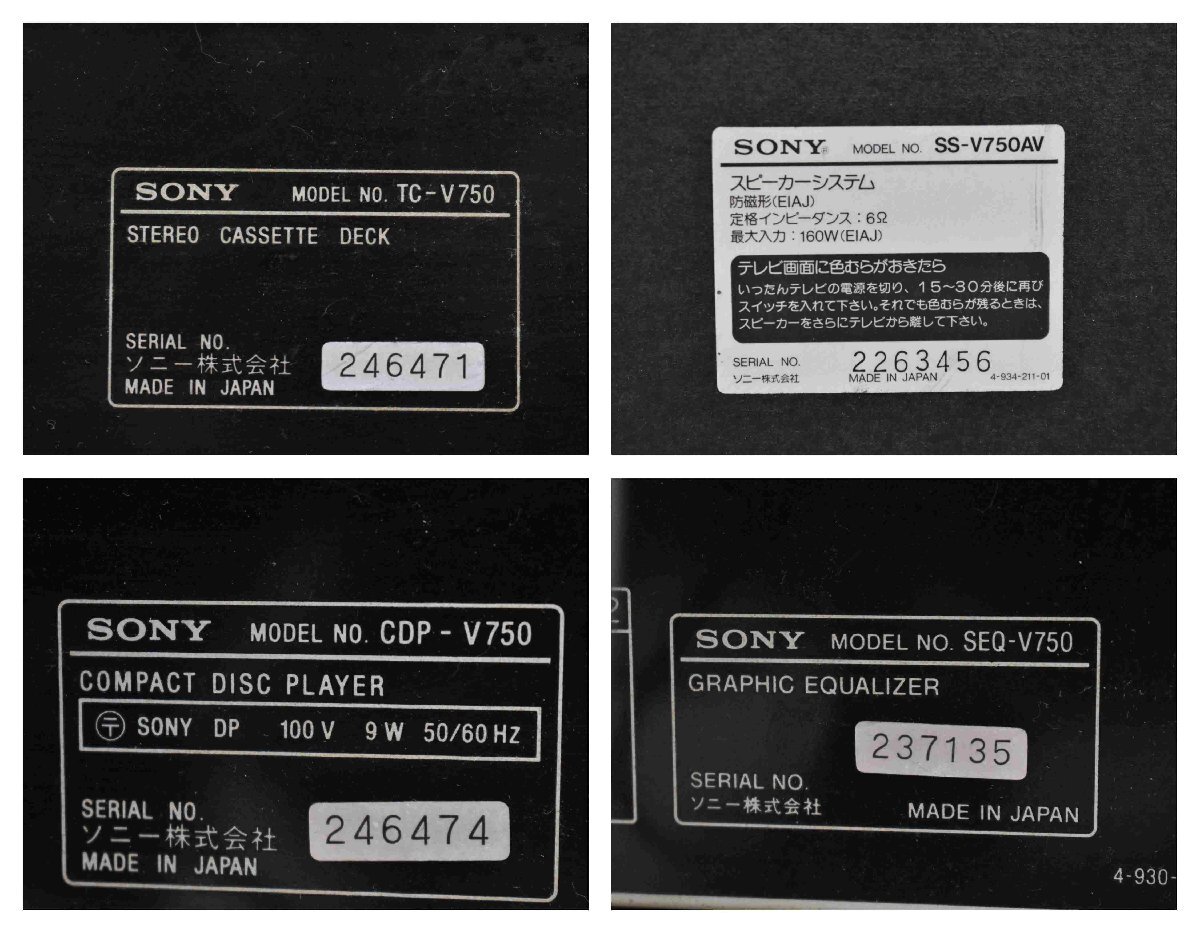 SONY MODEL NO. TC-V750
STEREO CASSETTE DECK
SERIAL NO.
ソニー株式会社
246471
MADE IN JAPAN
SONY MODEL NO. SS-V750AV
スピーカーシステム
防磁形(EIAJ)
定格インピーダンス:6Ω
最大入力:160W(EIAJ)
テレビ画面に色むらがおきたら
いったんテレビの電源を切り、15～30分後に再び
スイッチを入れて下さい。それでも色むらが残るときは、
スピーカーをさらにテレビから離して下さい。
SERIAL NO. 2263456
ソニー株式会社 MADE IN JAPAN 4-934-211-01
SONY MODEL NO. CDP-V750
COMPACT DISC PLAYER
〒 SONY DP 100V 9W 50/60Hz
SERIAL NO.
ソニー株式会社
246474
MADE IN JAPAN
SONY MODEL NO. SEQ-V750
GRAPHIC EQUALIZER
237135
SERIAL NO.
ソニー株式会社 MADE IN JAPAN
4-930-